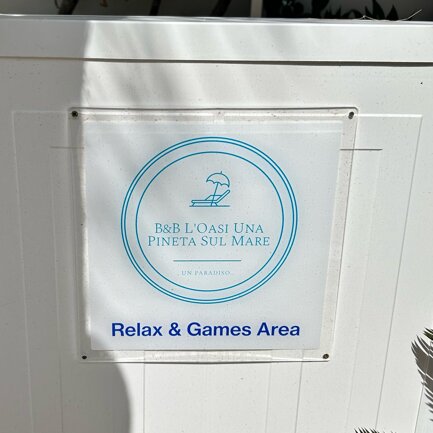 B&B L'Oasi Una
Pineta Sul Mare
...UN PARADISO...
Relax & Games Area